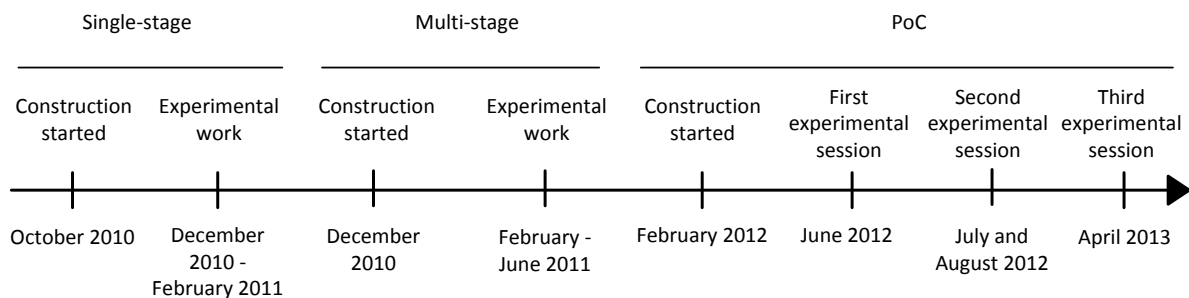 Single-stage
Multi-stage
PoC
Construction
started
Experimental
work
Construction
started
Experiment
work
Construction
started
First
experimental
session
Second
experimental
session
Third
experimental
session
October 2010
December
2010 -
February 2011
December
2010
February -
June 2011
February 2012
June 2012
July and
August 2012
April 2013